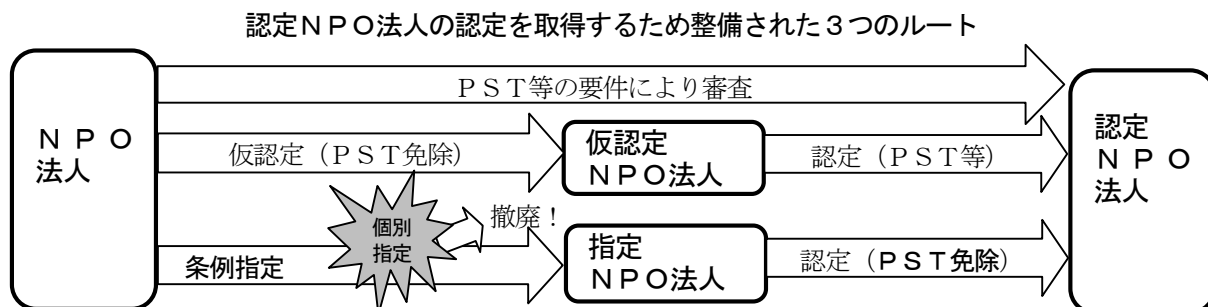 認定NPO法人の認定を取得するため整備された3つのルート
NPO
法人
PST等の要件により審査
仮認定(PST免除)
仮認定
NPO法人
認定(PST等)
個別
指定
撤廃!
条例指定
指定
NPO法人
認定(PST免除)
認定
NPO
法人